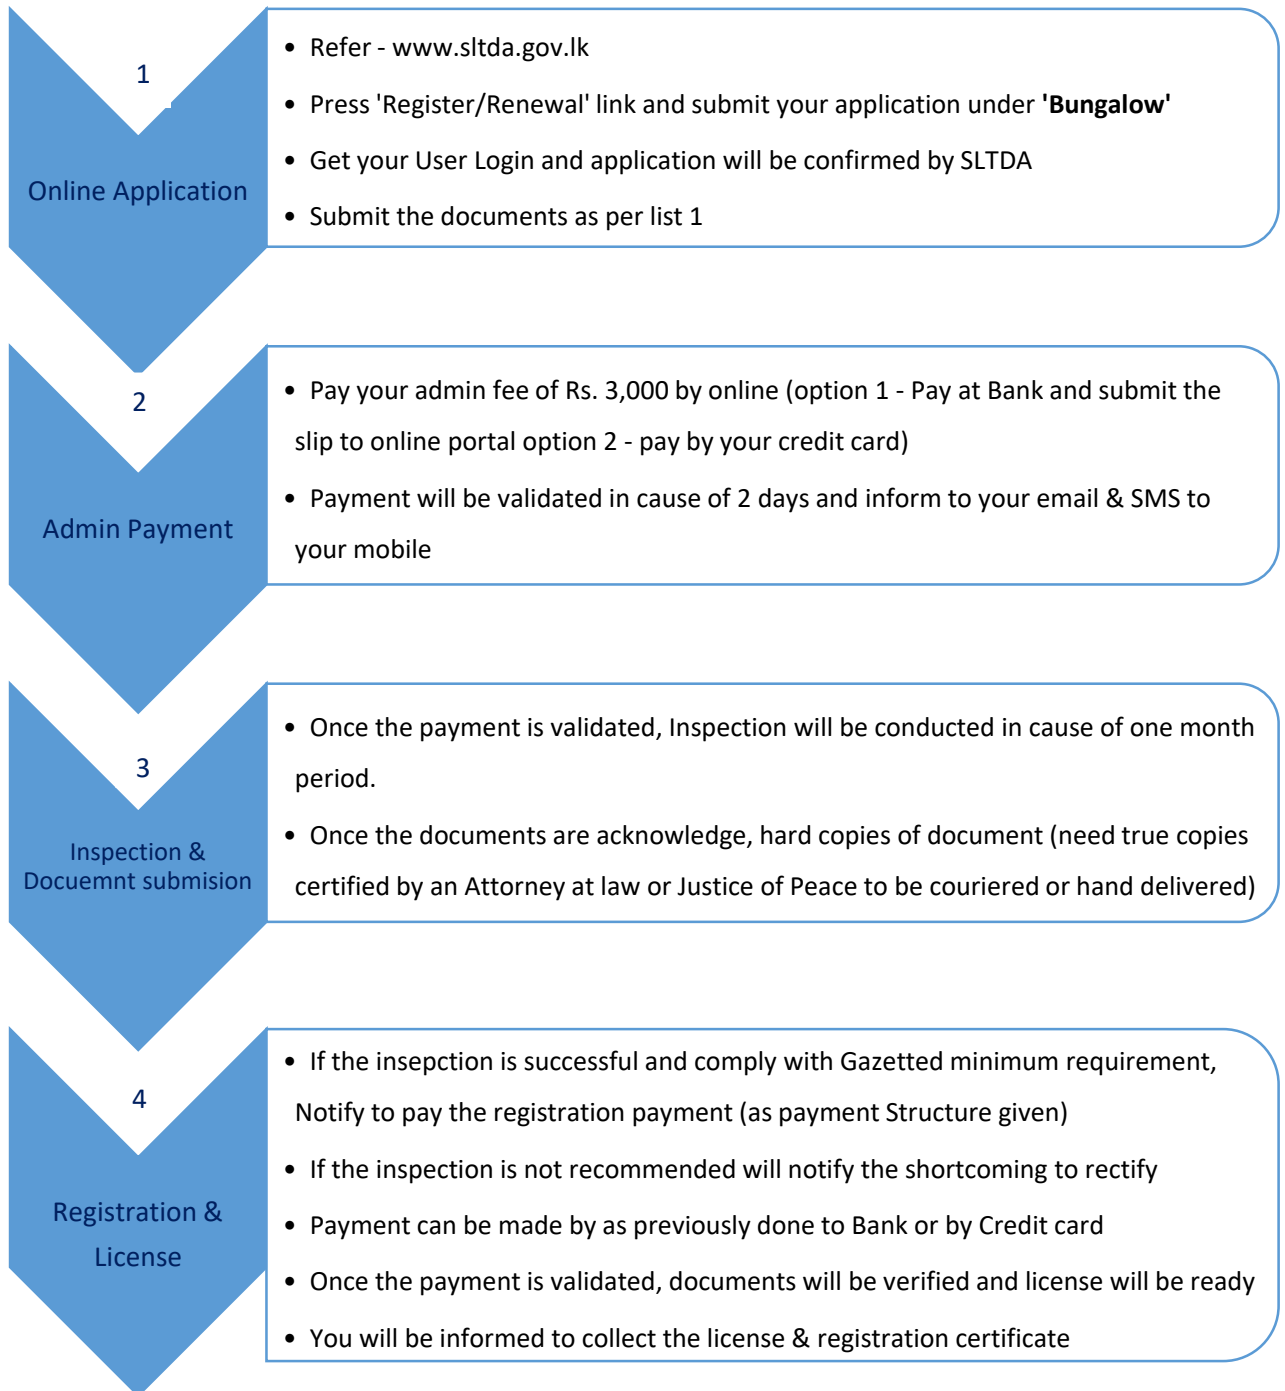 1
Online Application
• Refer - www.sltda.gov.lk
• Press 'Register/Renewal' link and submit your application under 'Bungalow'
• Get your User Login and application will be confirmed by SLTDA
• Submit the documents as per list 1
2
Admin Payment
• Pay your admin fee of Rs. 3,000 by online (option 1 - Pay at Bank and submit the
slip to online portal option 2 - pay by your credit card)
• Payment will be validated in cause of 2 days and inform to your email & SMS to
your mobile
3
Inspection &
Docuemnt submision
• Once the payment is validated, Inspection will be conducted in cause of one month
period.
• Once the documents are acknowledge, hard copies of document (need true copies
certified by an Attorney at law or Justice of Peace to be couriered or hand delivered)
4
Registration &
License
• If the insepction is successful and comply with Gazetted minimum requirement,
Notify to pay the registration payment (as payment Structure given)
• If the inspection is not recommended will notify the shortcoming to rectify
• Payment can be made by as previously done to Bank or by Credit card
• Once the payment is validated, documents will be verified and license will be ready
• You will be informed to collect the license & registration certificate